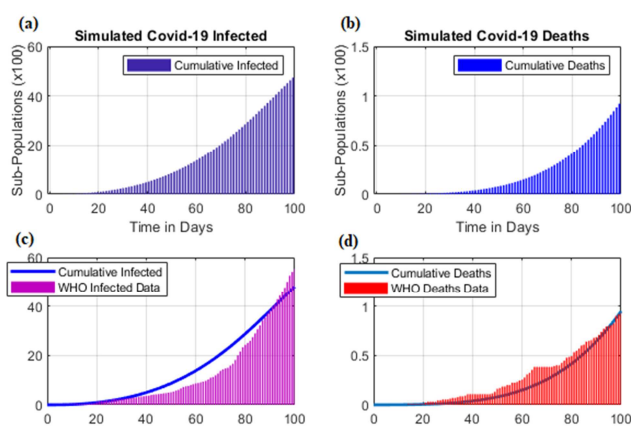 (a)
Simulated Covid-19 Infected
60
40
20
0
Sub-Populations (x100)
Cumulative Infected
0 20 40 60 80 100
Time in Days
(b)
Simulated Covid-19 Deaths
1.5
1
0.5
0
Sub-Populations (x100)
Cumulative Deaths
0 20 40 60 80 100
Time in Days
(c)
60
40
20
0
Cumulative Infected
WHO Infected Data
0 20 40 60 80 100
(d)
1.5
1
0.5
0
Cumulative Deaths
WHO Deaths Data
0 20 40 60 80 100